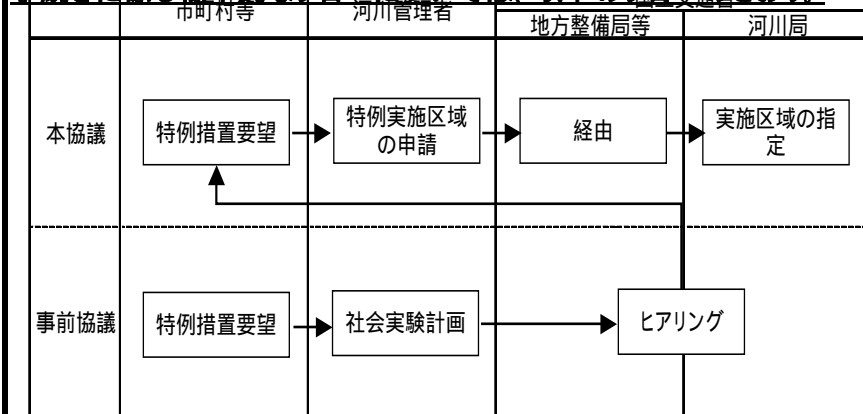 市町村等
河川管理者
地方整備局等
河川局
本協議
特例措置要望
特例実施区域
の申請
経由
実施区域の指
定
事前協議
特例措置要望
社会実験計画
ヒアリング